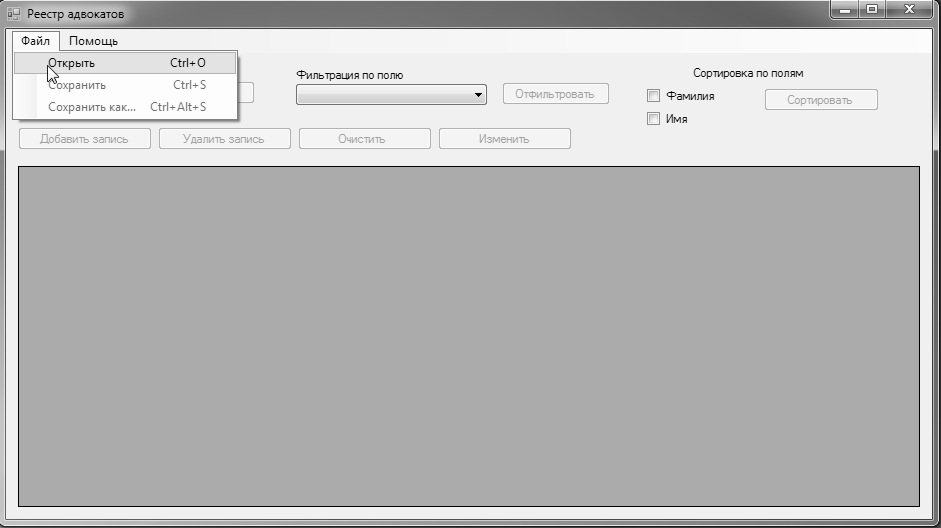 Реестр адвокатов
Файл Помощь
Открыть Ctrl+O
Сохранить Ctrl+S
Сохранить как... Ctrl+Alt+S
Фильтрация по полю
Отфильтровать
Сортировка по полям
Фамилия
Сортировать
Имя
Добавить запись Удалить запись Очистить Изменить